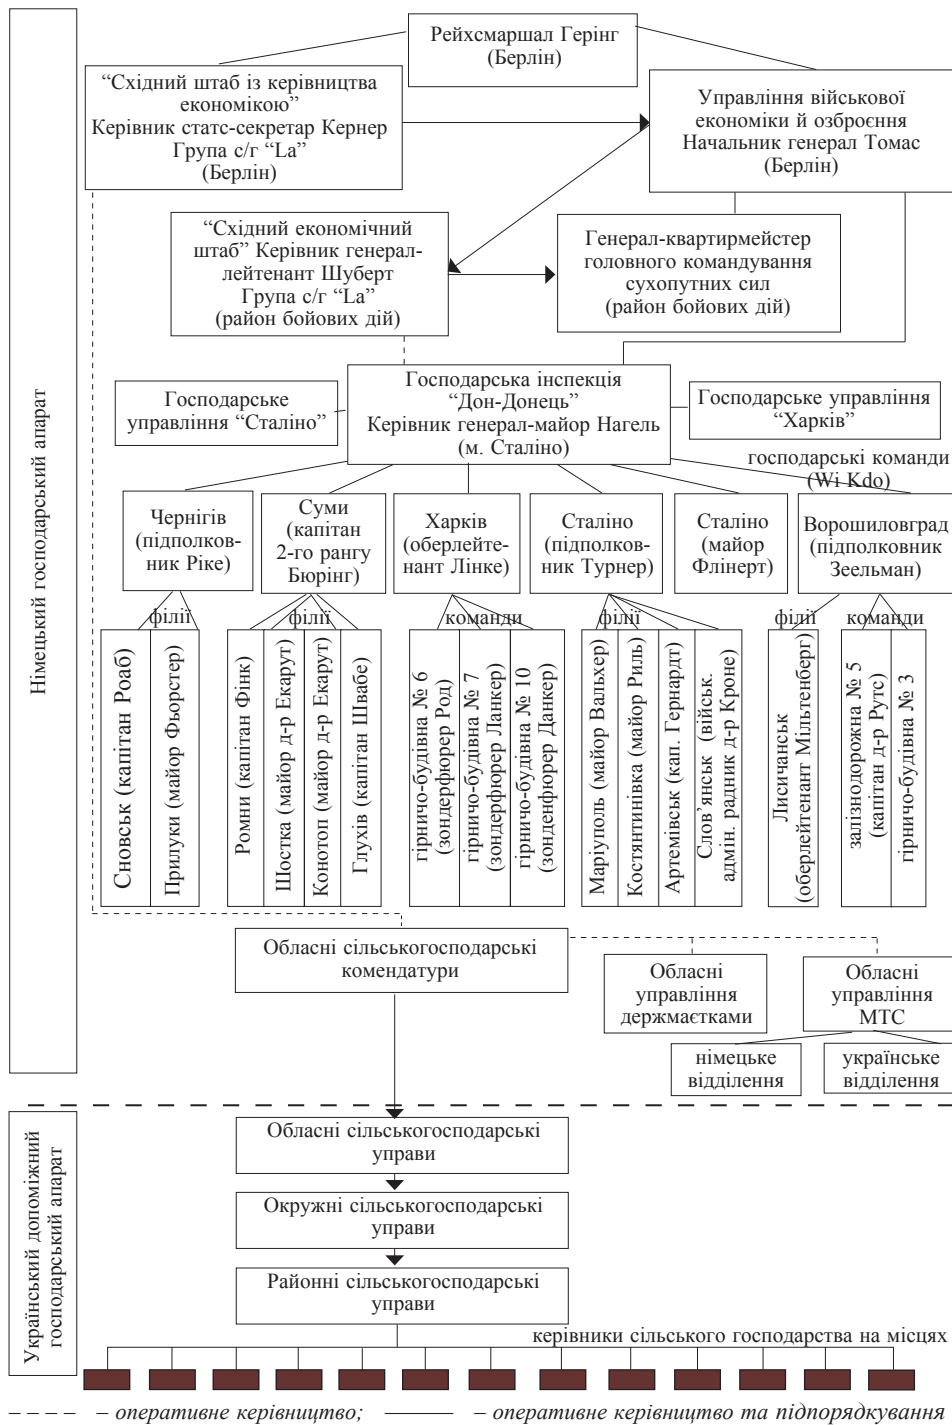 Німецький господарський апарат
Рейхсмаршал Герінг
(Берлін)
“Східний штаб із керівництва
економікою”
Керівник статс-секретар Кернер
Група с/г “La”
(Берлін)
Управління військової
економіки й озброєння
Начальник генерал Томас
(Берлін)
“Східний економічний
штаб” Керівник генерал-
лейтенант Шуберт
Група с/г “La”
(район бойових дій)
Генерал-квартирмейстер
головного командування
сухопутних сил
(район бойових дій)
Господарське
управління “Сталіно”
Господарська інспекція
“Дон-Донець”
Керівник генерал-майор Нагель
(м. Сталіно)
Господарське управління
“Харків”
господарські команди
(Wi Kdo)
Чернігів
(підполков-
ник Ріке)
Суми
(капітан
2-го рангу
Бюрінг)
Харків
(оберлейте-
нант Лінке)
Сталіно
(підполков-
ник Турнер)
Сталіно
(майор
Флінерт)
Ворошиловград
(підполковник
Зеельман)
філії
філії
команди
філії
філії
команди
Сновськ (капітан Роаб)
Прилуки (майор Фьорстер)
Ромни (капітан Фінк)
Шостка (майор д-р Екарут)
Конотоп (майор д-р Екарут)
Глухів (капітан Швабе)
гірничо-будівна № 6
(зондерфюрер Род)
гірничо-будівна № 7
(зондерфюрер Ланкер)
гірничо-будівна № 10
(зонденфюрер Данкер)
Маріуполь (майор Вальхер)
Костянтинівка (майор Риль)
Артемівськ (кап. Гернардт)
Слов’янськ (військ.
адмін. радник д-р Кроне)
Лисичанськ
(оберлейтенант Мільтенберг)
залізнодорожна № 5
(капітан д-р Рутс)
гірничо-будівна № 3
Обласні сільськогосподарські
комендатури
Обласні
управління
держмаєтками
Обласні
управління
МТС
німецьке
відділення
українське
відділення
Український допоміжний
господарський апарат
Обласні сільськогосподарські
управи
Окружні сільськогосподарські
управи
Районні сільськогосподарські
управи
керівники сільського господарства на місцях
– оперативне керівництво; – оперативне керівництво та підпорядкування